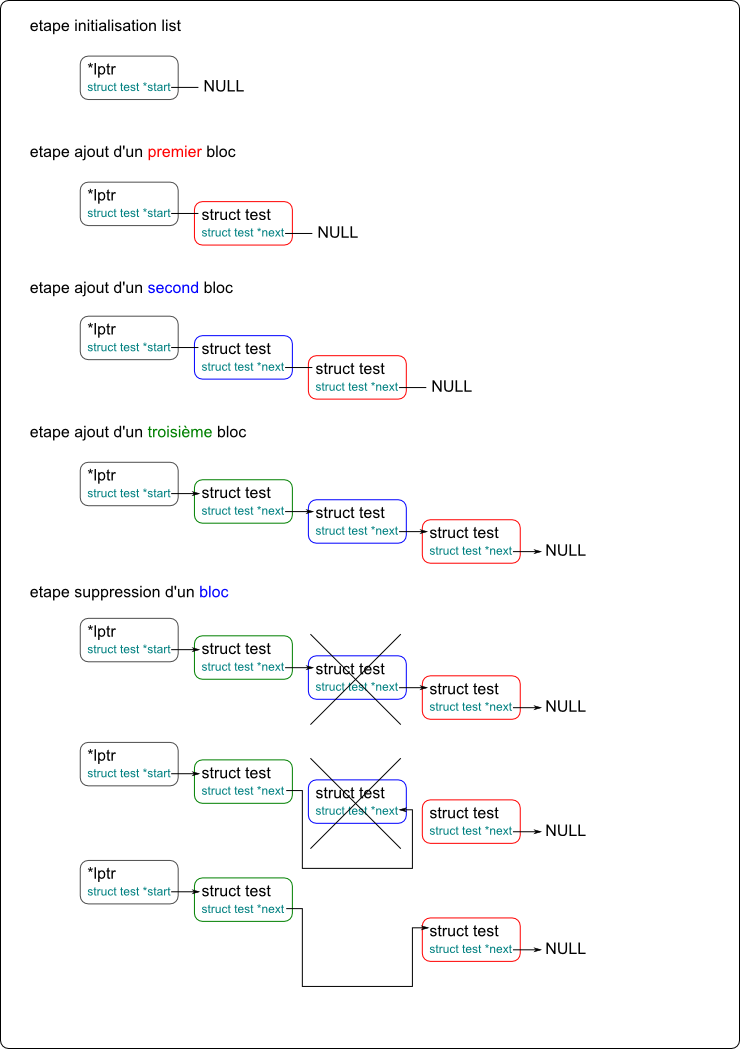 etape initialisation list
*lptr
struct test *start NULL
etape ajout d'un premier bloc
*lptr
struct test *start
struct test
struct test *next NULL
etape ajout d'un second bloc
*lptr
struct test *start
struct test
struct test *next
struct test
struct test *next NULL
etape ajout d'un troisième bloc
*lptr
struct test *start
struct test
struct test *next
struct test
struct test *next
struct test
struct test *next NULL
etape suppression d'un bloc
*lptr
struct test *start
struct test
struct test *next
struct test
struct test *next
struct test
struct test *next NULL
*lptr
struct test *start
struct test
struct test *next
struct test
struct test *next
struct test
struct test *next NULL
*lptr
struct test *start
struct test
struct test *next
struct test
struct test *next NULL